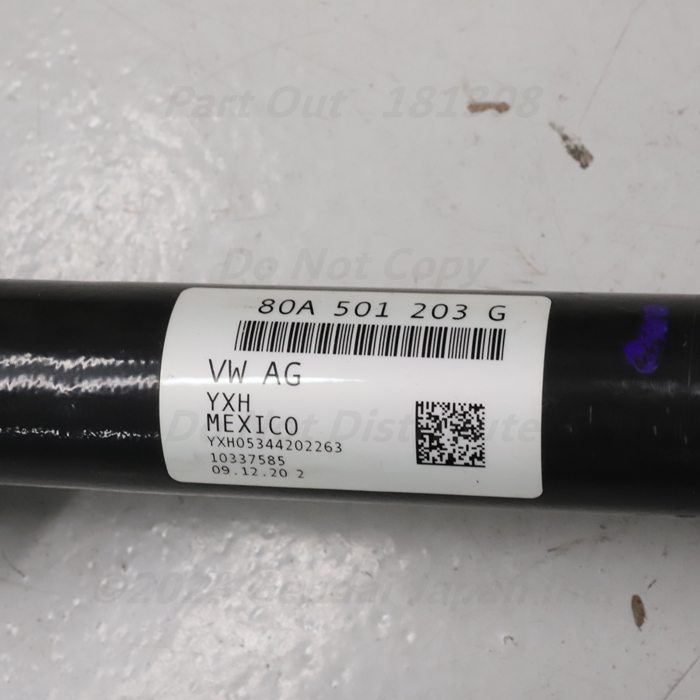 Part Out 181328
Do Not Copy
80A 501 203 G
VW AG
YXH
MEXICO
YXH05344202263
10337585
09.12.20 2
Do Not Distribute